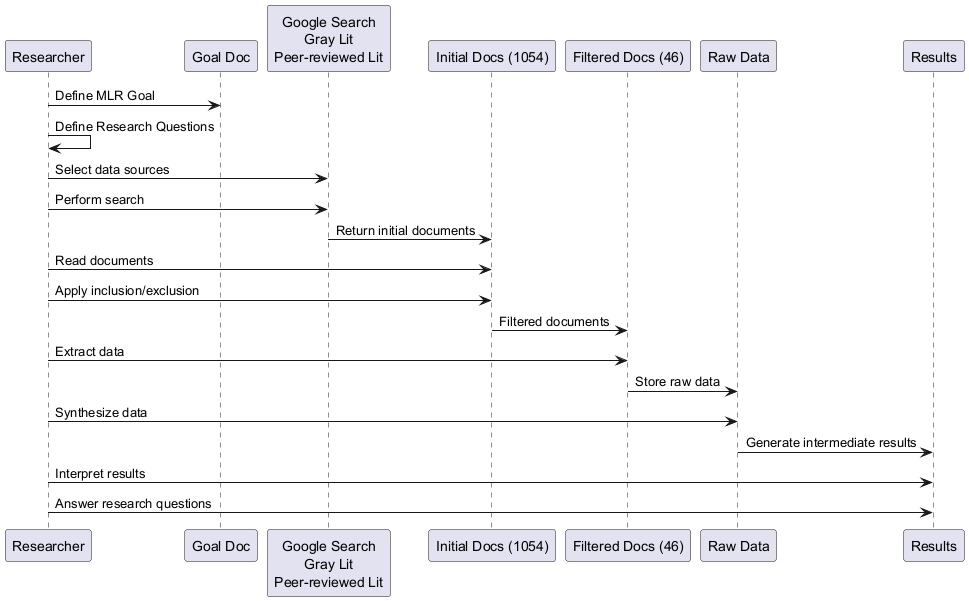 Google Search
Gray Lit
Researcher Goal Doc Peer-reviewed Lit Initial Docs (1054) Filtered Docs (46) Raw Data Results
Define MLR Goal
Define Research Questions
Select data sources
Perform search
Return initial documents
Read documents
Apply inclusion/exclusion
Filtered documents
Extract data
Store raw data
Synthesize data
Generate intermediate results
Interpret results
Answer research questions
Researcher Goal Doc Google Search Initial Docs (1054) Filtered Docs (46) Raw Data Results
Gray Lit
Peer-reviewed Lit